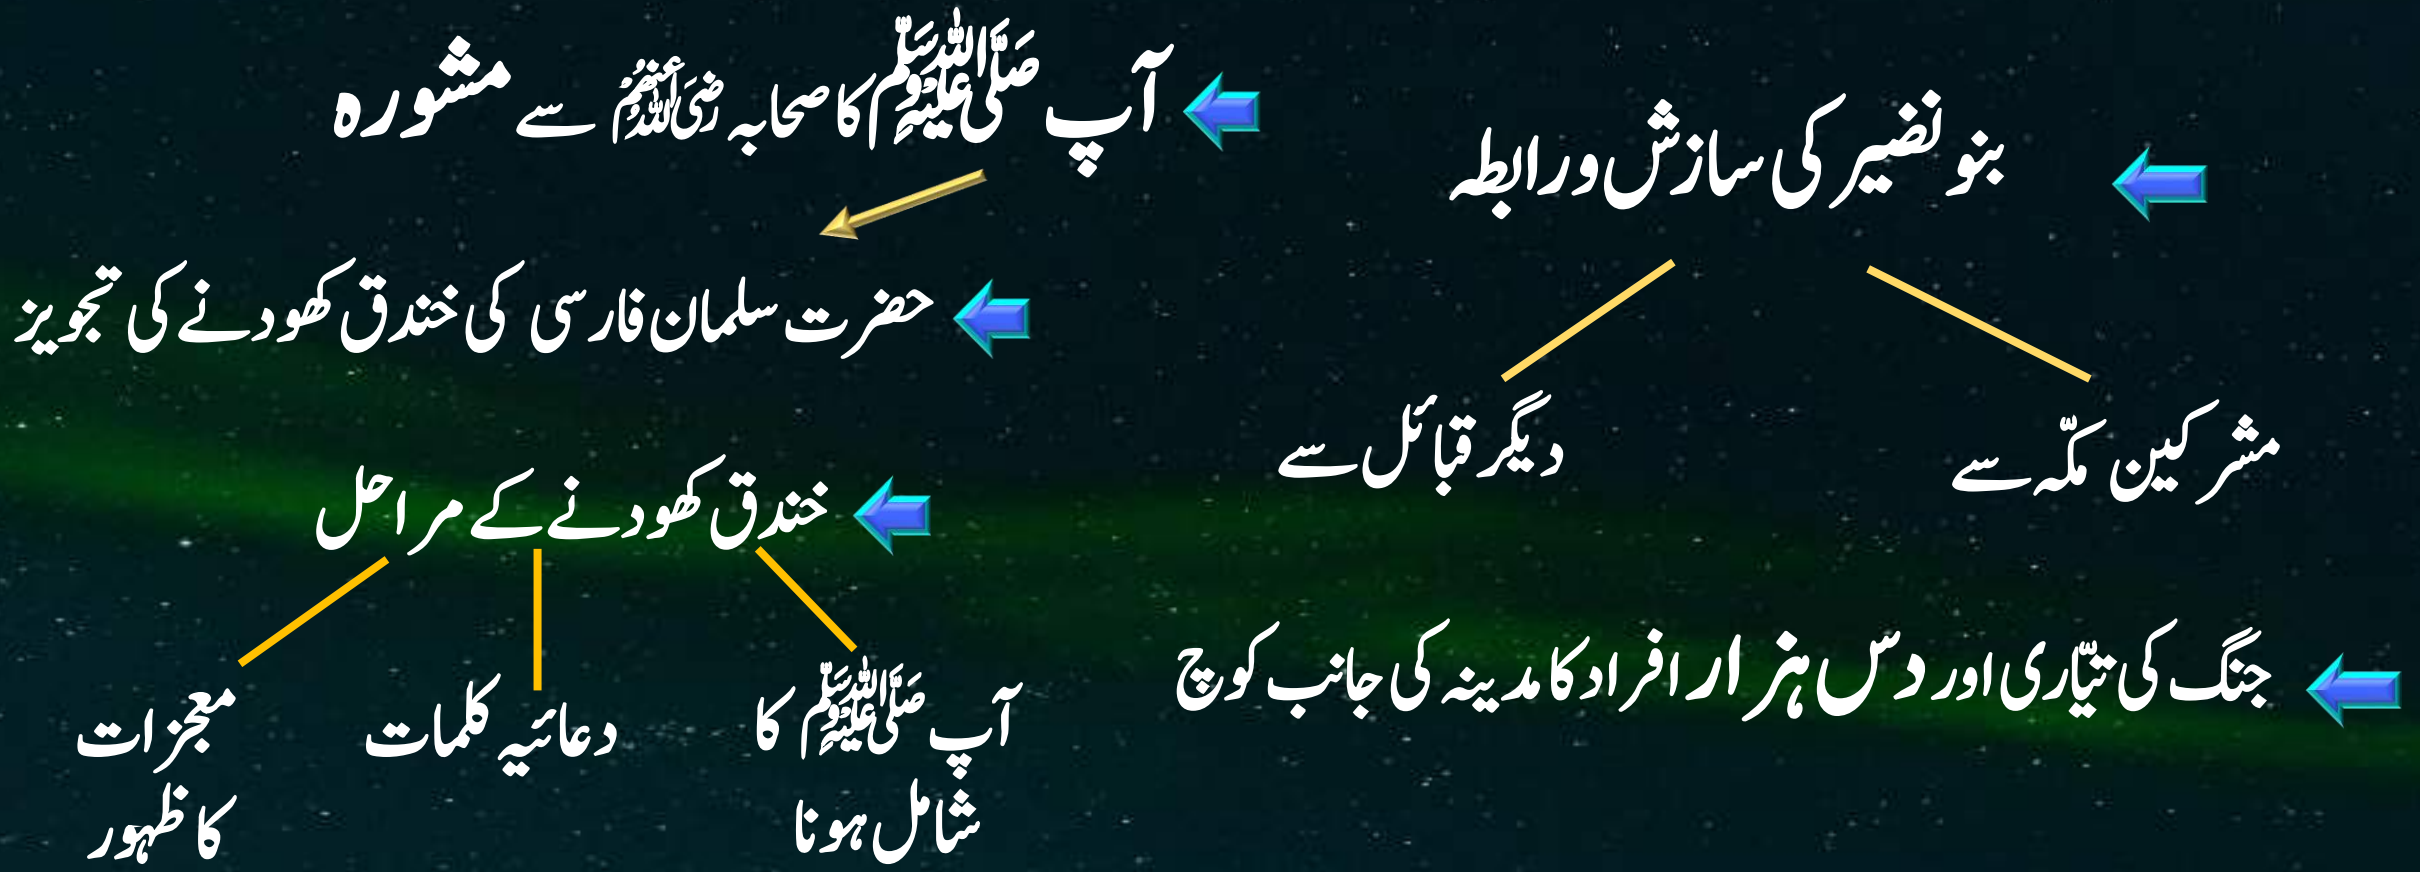 بنو نضیر کی سازش و رابطہ
مشرکین مکّہ سے
دیگر قبائل سے
جنگ کی تیّاری اور دس ہزار افراد کا مدینہ کی جانب کوچ
آپ ﷺ کا صحابہ رضی اللہ عنھم سے مشورہ
حضرت سلمان فارسی کی خندق کھودنے کی تجویز
خندق کھودنے کے مراحل
آپ ﷺ کا
شامل ہونا
دعائیہ کلمات
معجزات
کا ظہور